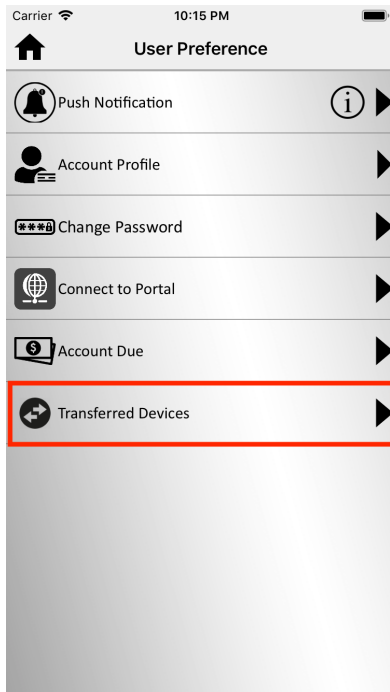 Carrier 10:15 PM
User Preference
Push Notification
Account Profile
Change Password
Connect to Portal
Account Due
Transferred Devices